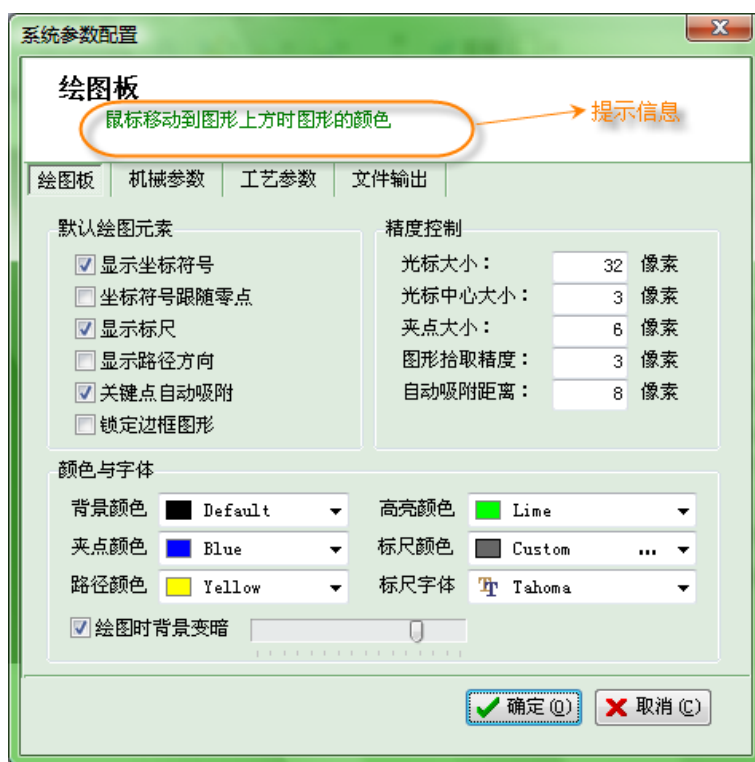 系统参数配置
绘图板
鼠标移动到图形上方时图形的颜色
提示信息
绘图板 机械参数 工艺参数 文件输出
默认绘图元素
显示坐标符号
坐标符号跟随零点
显示标尺
显示路径方向
关键点自动吸附
锁定边框图形
精度控制
光标大小: 32 像素
光标中心大小: 3 像素
夹点大小: 6 像素
图形拾取精度: 3 像素
自动吸附距离: 8 像素
颜色与字体
背景颜色 Default 高亮颜色 Lime
夹点颜色 Blue 标尺颜色 Custom ...
路径颜色 Yellow 标尺字体 Tahoma
绘图时背景变暗
确定(O) 取消(C)